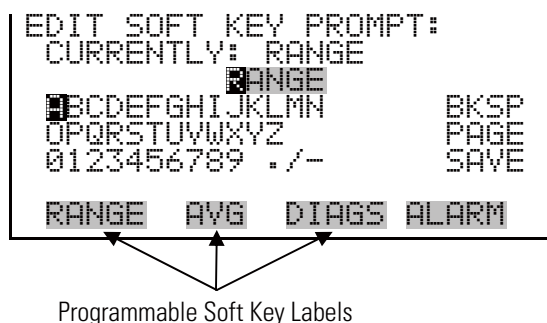 EDIT SOFT KEY PROMPT:
CURRENTLY: RANGE
RANGE
ABCDEFGHIJKLMN BKSP
OPQRSTUVWXYZ PAGE
0123456789 ./- SAVE
RANGE AVG DIAGS ALARM
Programmable Soft Key Labels